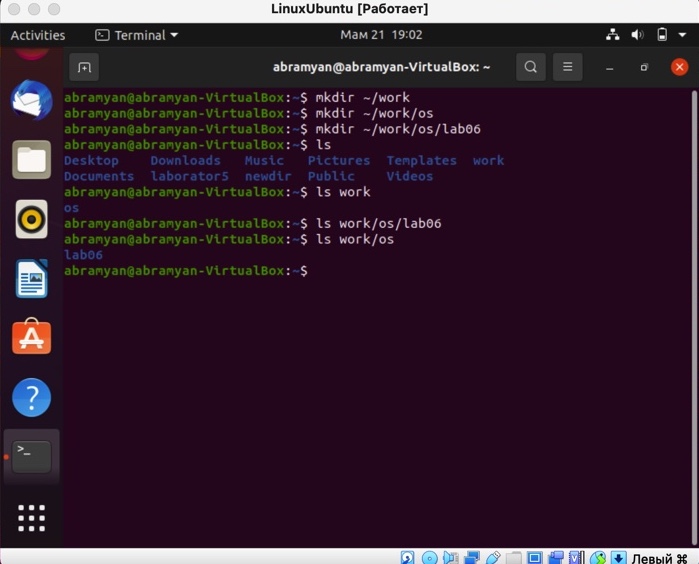 LinuxUbuntu [Работает]
Activities Terminal Мам 21 19:02
abramyan@abramyan-VirtualBox: ~
abramyan@abramyan-VirtualBox:~$ mkdir ~/work
abramyan@abramyan-VirtualBox:~$ mkdir ~/work/os
abramyan@abramyan-VirtualBox:~$ mkdir ~/work/os/lab06
abramyan@abramyan-VirtualBox:~$ ls
Desktop Downloads Music Pictures Templates work
Documents laborator5 newdir Public Videos
abramyan@abramyan-VirtualBox:~$ ls work
os
abramyan@abramyan-VirtualBox:~$ ls work/os/lab06
abramyan@abramyan-VirtualBox:~$ ls work/os
lab06
abramyan@abramyan-VirtualBox:~$
Левый ⌘